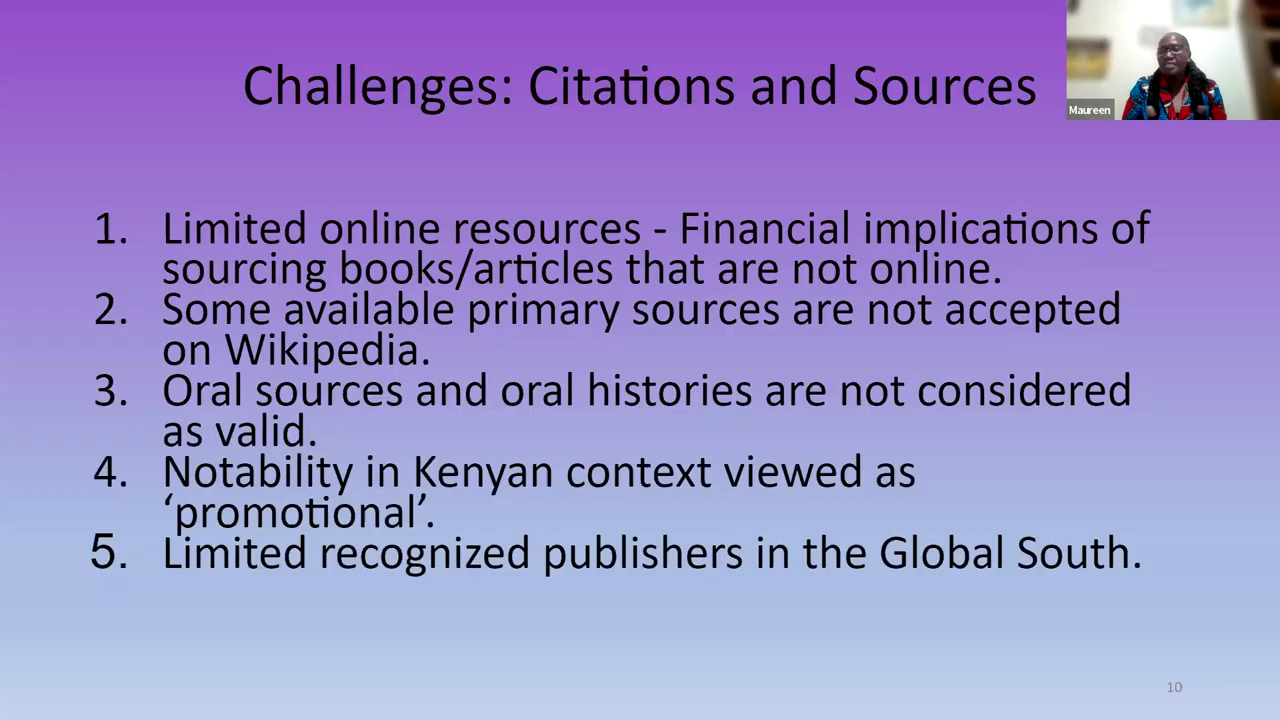 Challenges: Citations and Sources
Maureen
1. Limited online resources - Financial implications of
sourcing books/articles that are not online.
2. Some available primary sources are not accepted
on Wikipedia.
3. Oral sources and oral histories are not considered
as valid.
4. Notability in Kenyan context viewed as
‘promotional’.
5. Limited recognized publishers in the Global South.
10